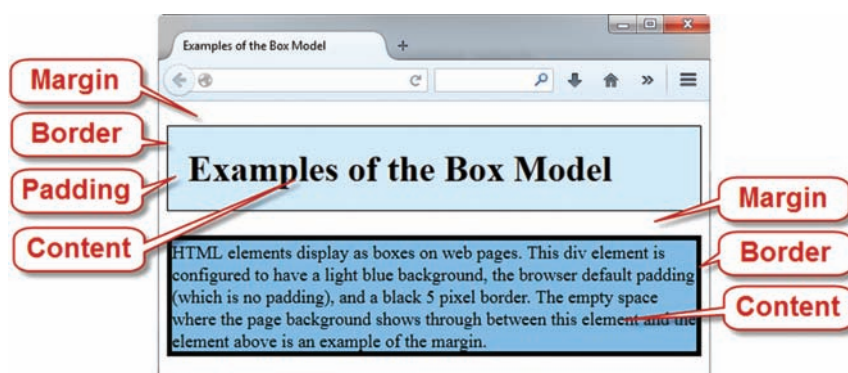 Examples of the Box Model
Margin
Border
Padding
Content
Examples of the Box Model
Margin
Border
Content
HTML elements display as boxes on web pages. This div element is
configured to have a light blue background, the browser default padding
(which is no padding), and a black 5 pixel border. The empty space
where the page background shows through between this element and the
element above is an example of the margin.